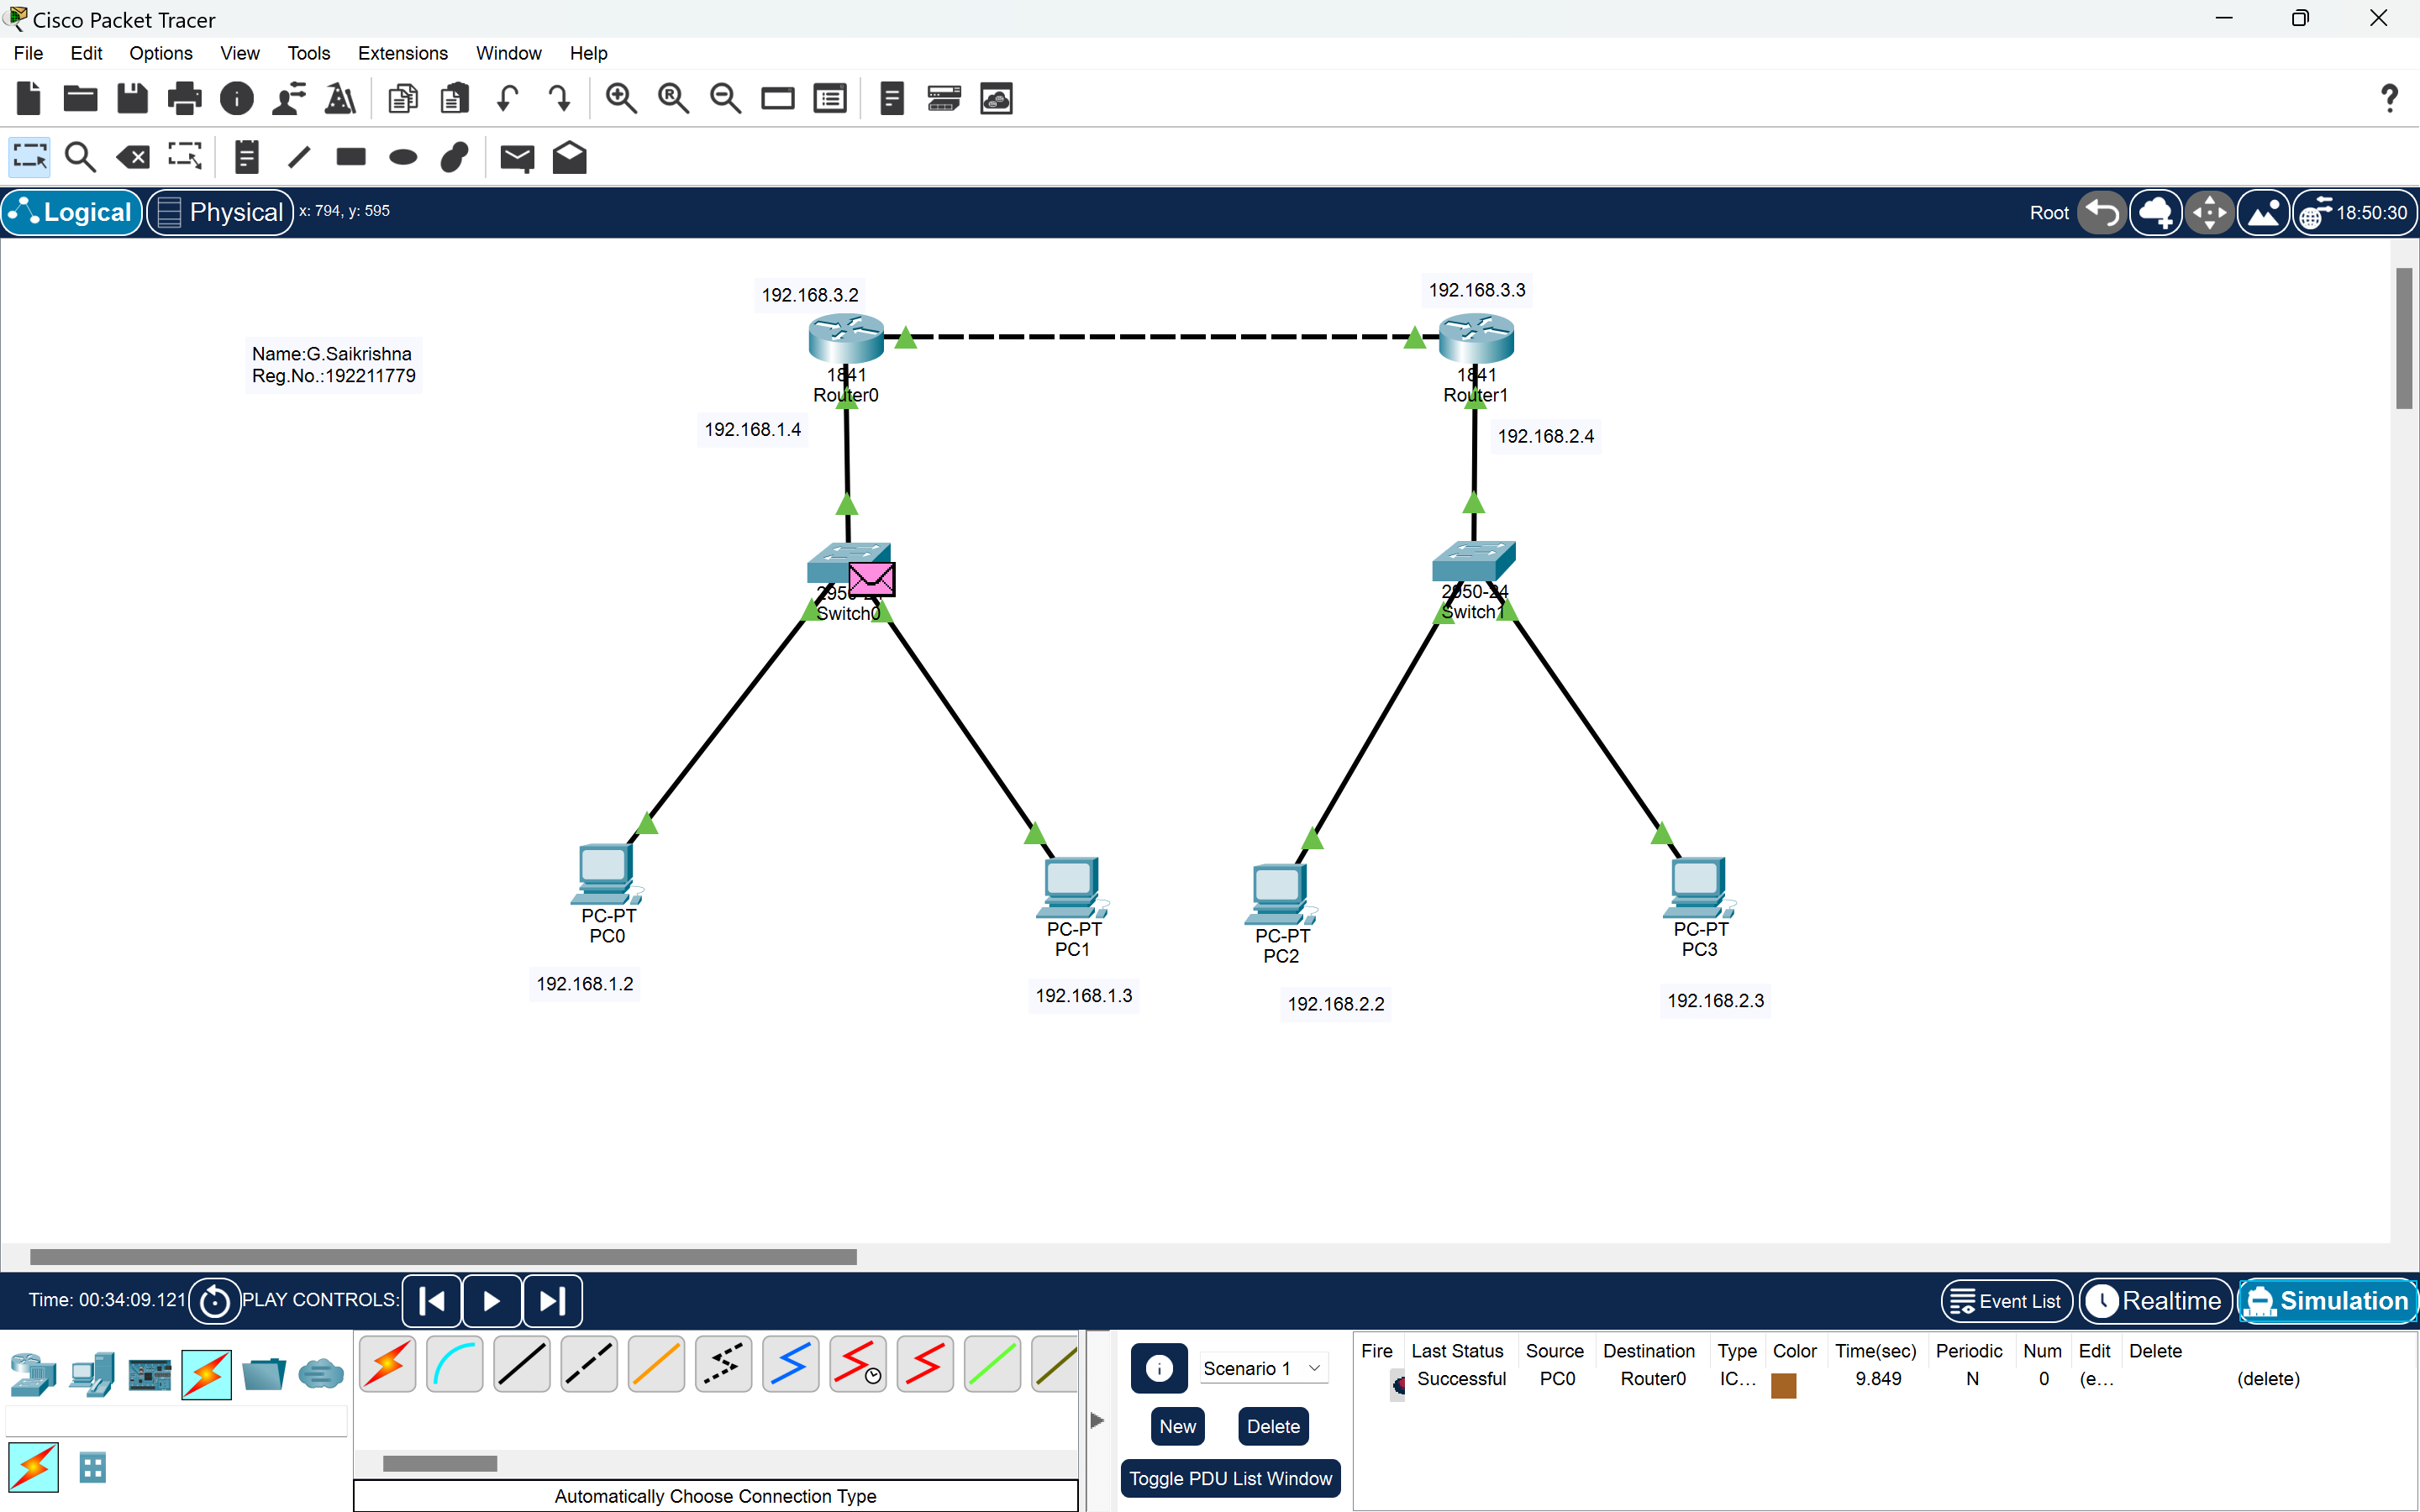 Cisco Packet Tracer
File Edit Options View Tools Extensions Window Help
Logical Physical x: 794, y: 595 Root 18:50:30
192.168.3.2 192.168.3.3
Name:G.Saikrishna
Reg.No.:192211779
1841 1841
Router0 Router1
192.168.1.4 192.168.2.4
2950-24 2950-24
Switch0 Switch1
PC-PT PC-PT PC-PT PC-PT
PC0 PC1 PC2 PC3
192.168.1.2 192.168.1.3 192.168.2.2 192.168.2.3
Time: 00:34:09.121 PLAY CONTROLS: Event List Realtime Simulation
Scenario 1
New Delete
Toggle PDU List Window
Fire Last Status Source Destination Type Color Time(sec) Periodic Num Edit Delete
Successful PC0 Router0 IC... 9.849 N 0 (e... (delete)
Automatically Choose Connection Type